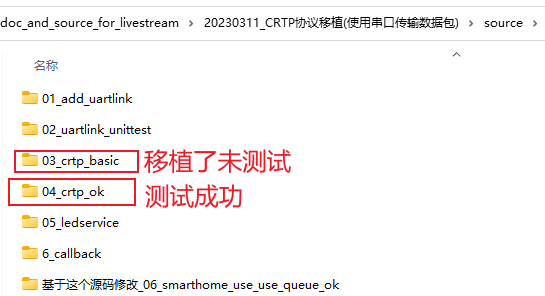 doc_and_source_for_livestream › 20230311_CRTP协议移植(使用串口传输数据包) › source ›
名称
01_add_uartlink
02_uartlink_unittest
03_crtp_basic 移植了未测试
04_crtp_ok 测试成功
05_ledservice
6_callback
基于这个源码修改_06_smarthome_use_use_queue_ok